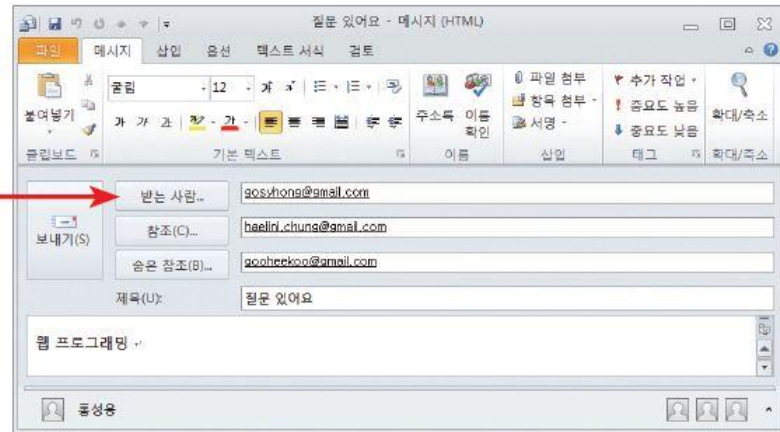 질문 있어요 - 메시지 (HTML)
파일 메시지 삽입 옵션 텍스트 서식 검토
붙여넣기
굴림 12
가 가 가 가 가
주소록 이름 확인
파일 첨부
항목 첨부
서명
추가 작업
중요도 높음
중요도 낮음
확대/축소
클립보드 기본 텍스트 이름 삽입 태그 확대/축소
보내기(S)
받는 사람... gosyhong@gmail.com
참조(C)... haelini.chung@gmail.com
숨은 참조(B)... gooheekoo@gmail.com
제목(U): 질문 있어요
웹 프로그래밍
홍성용